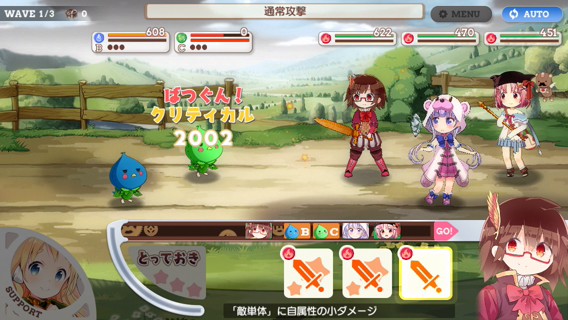 WAVE 1/3
0
通常攻撃
MENU
AUTO
608
B
0
C
622
470
451
ばつぐん!
クリティカル
2002
B
C
GO!
とっておき
SUPPORT
「敵単体」に自属性の小ダメージ